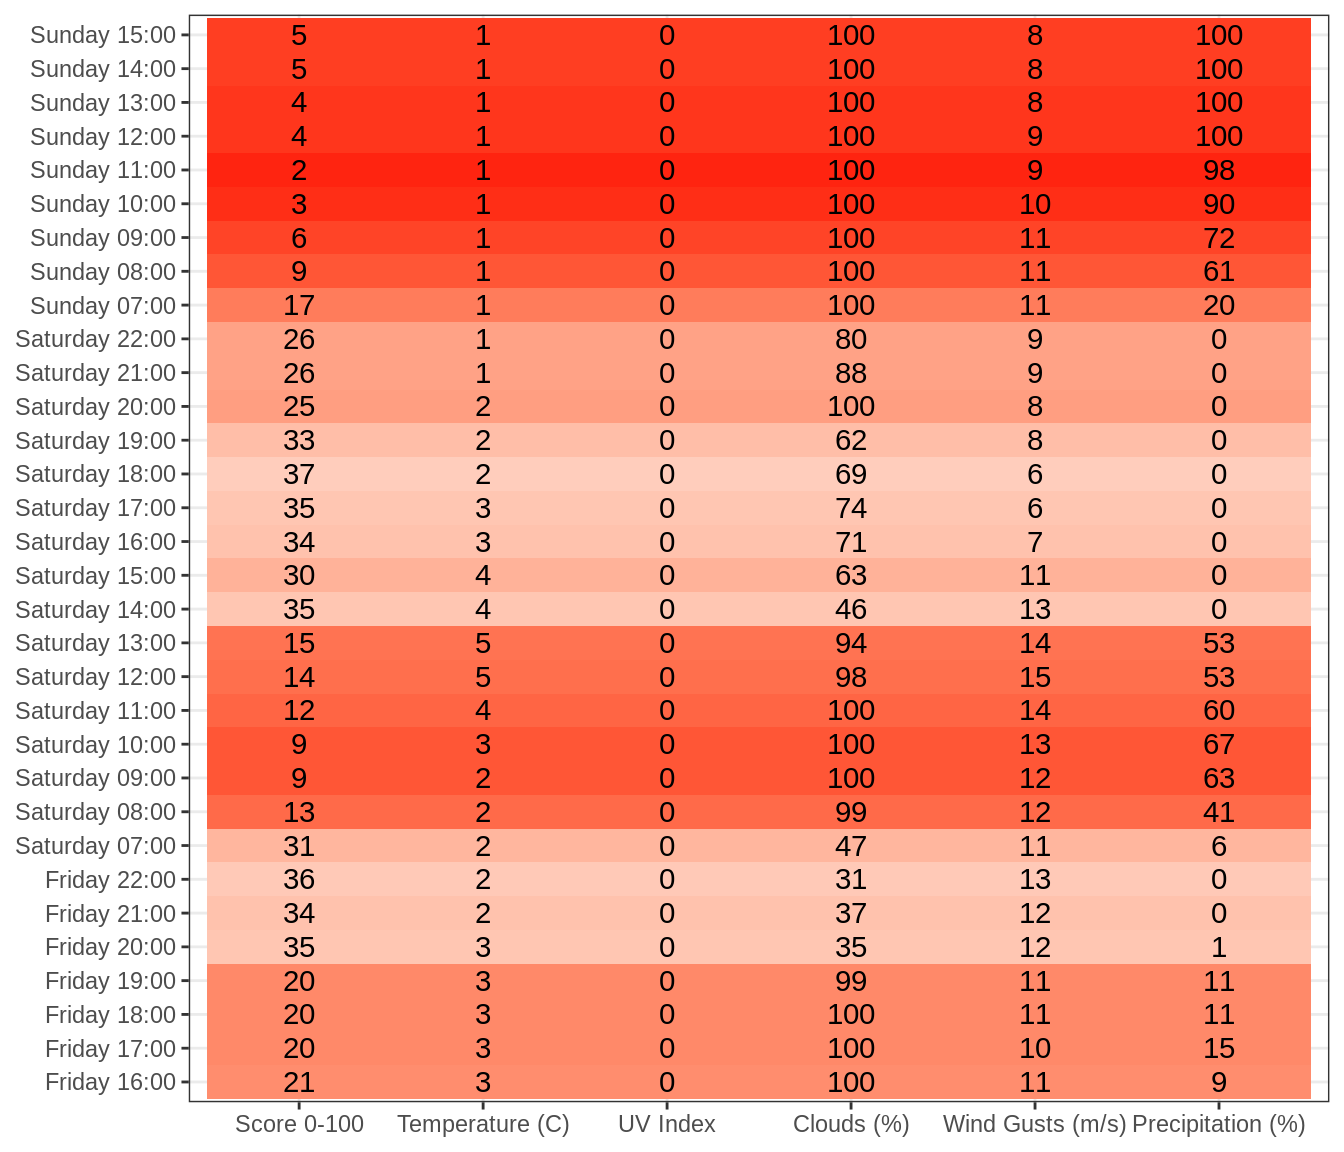 Sunday 15:00 5 1 0 100 8 100
Sunday 14:00 5 1 0 100 8 100
Sunday 13:00 4 1 0 100 8 100
Sunday 12:00 4 1 0 100 9 100
Sunday 11:00 2 1 0 100 9 98
Sunday 10:00 3 1 0 100 10 90
Sunday 09:00 6 1 0 100 11 72
Sunday 08:00 9 1 0 100 11 61
Sunday 07:00 17 1 0 100 11 20
Saturday 22:00 26 1 0 80 9 0
Saturday 21:00 26 1 0 88 9 0
Saturday 20:00 25 2 0 100 8 0
Saturday 19:00 33 2 0 62 8 0
Saturday 18:00 37 2 0 69 6 0
Saturday 17:00 35 3 0 74 6 0
Saturday 16:00 34 3 0 71 7 0
Saturday 15:00 30 4 0 63 11 0
Saturday 14:00 35 4 0 46 13 0
Saturday 13:00 15 5 0 94 14 53
Saturday 12:00 14 5 0 98 15 53
Saturday 11:00 12 4 0 100 14 60
Saturday 10:00 9 3 0 100 13 67
Saturday 09:00 9 2 0 100 12 63
Saturday 08:00 13 2 0 99 12 41
Saturday 07:00 31 2 0 47 11 6
Friday 22:00 36 2 0 31 13 0
Friday 21:00 34 2 0 37 12 0
Friday 20:00 35 3 0 35 12 1
Friday 19:00 20 3 0 99 11 11
Friday 18:00 20 3 0 100 11 11
Friday 17:00 20 3 0 100 10 15
Friday 16:00 21 3 0 100 11 9
Score 0-100 Temperature (C) UV Index Clouds (%) Wind Gusts (m/s) Precipitation (%)